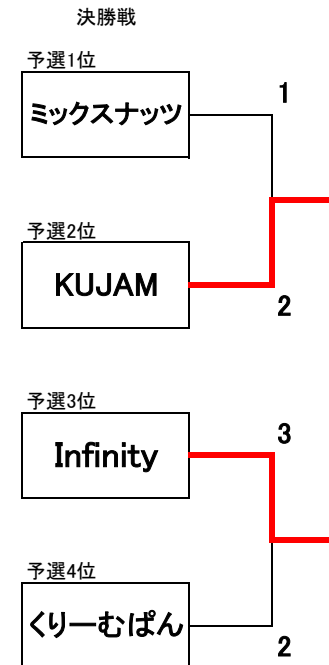 決勝戦
予選1位
ミックスナッツ
1
予選2位
KUJAM
2
予選3位
Infinity
3
予選4位
くりーむぱん
2